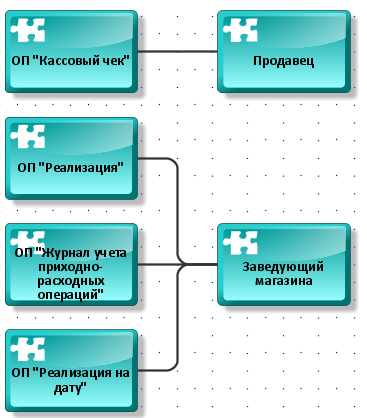 ОП "Кассовый чек"
Продавец
ОП "Реализация"
ОП "Журнал учета
приходно-
расходных
операций"
Заведующий
магазина
ОП "Реализация на
дату"